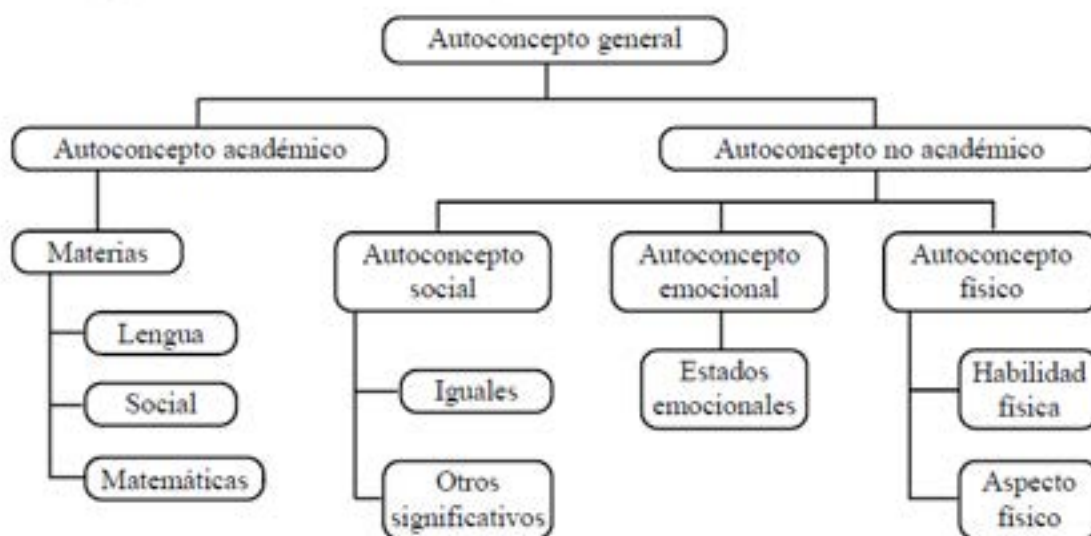 Autoconcepto general
Autoconcepto académico
Autoconcepto no académico
Materias
Lengua
Social
Matemáticas
Autoconcepto
social
Iguales
Otros
significativos
Autoconcepto
emocional
Estados
emocionales
Autoconcepto
físico
Habilidad
física
Aspecto
físico